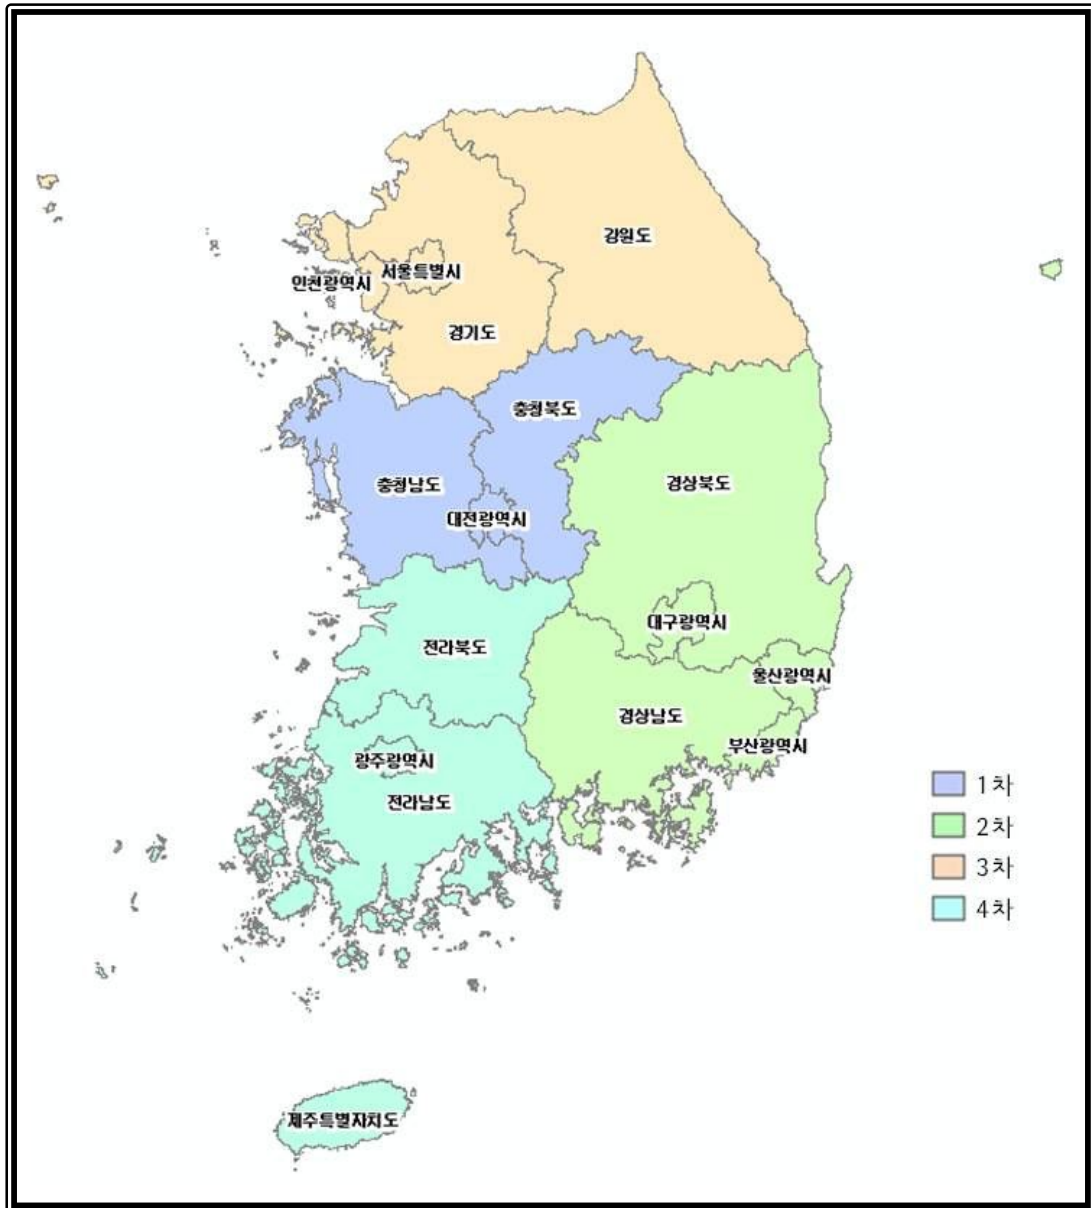 강원도
서울특별시
인천광역시
경기도
충청북도
충청남도
경상북도
대전광역시
대구광역시
전라북도
울산광역시
경상남도
부산광역시
광주광역시
전라남도
1차
2차
3차
4차
제주특별자치도